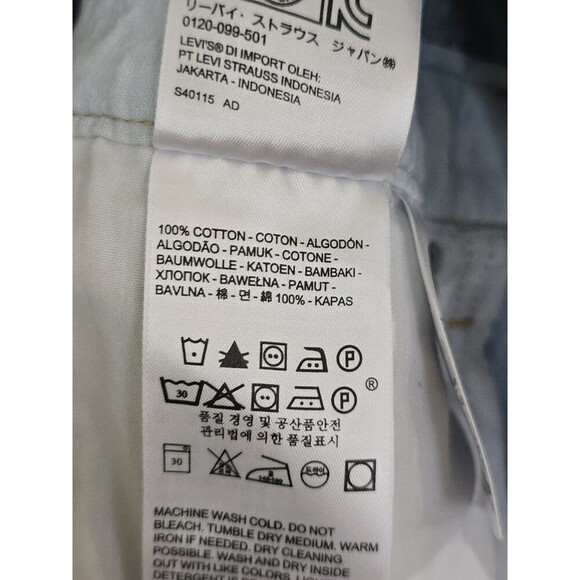 リーバイ・ストラウス ジャパン㈱
0120-099-501
LEVI'S® DI IMPORT OLEH:
PT LEVI STRAUSS INDONESIA
JAKARTA - INDONESIA
S40115 AD
100% COTTON - COTON - ALGODÓN -
ALGODÃO - PAMUK - COTONE -
BAUMWOLLE - KATOEN - BAMBAKI -
ХЛОПОК - BAWEŁNA - PAMUT -
BAVLNA - 棉 - 면 - 綿 100% - KAPAS
P
30 P ®
품질 경영 및 공산품안전
관리법에 의한 품질표시
30 드라이
MACHINE WASH COLD. DO NOT
BLEACH. TUMBLE DRY MEDIUM. WARM
IRON IF NEEDED. DRY CLEANING
POSSIBLE. WASH AND DRY INSIDE
OUT WITH LIKE COLORS.